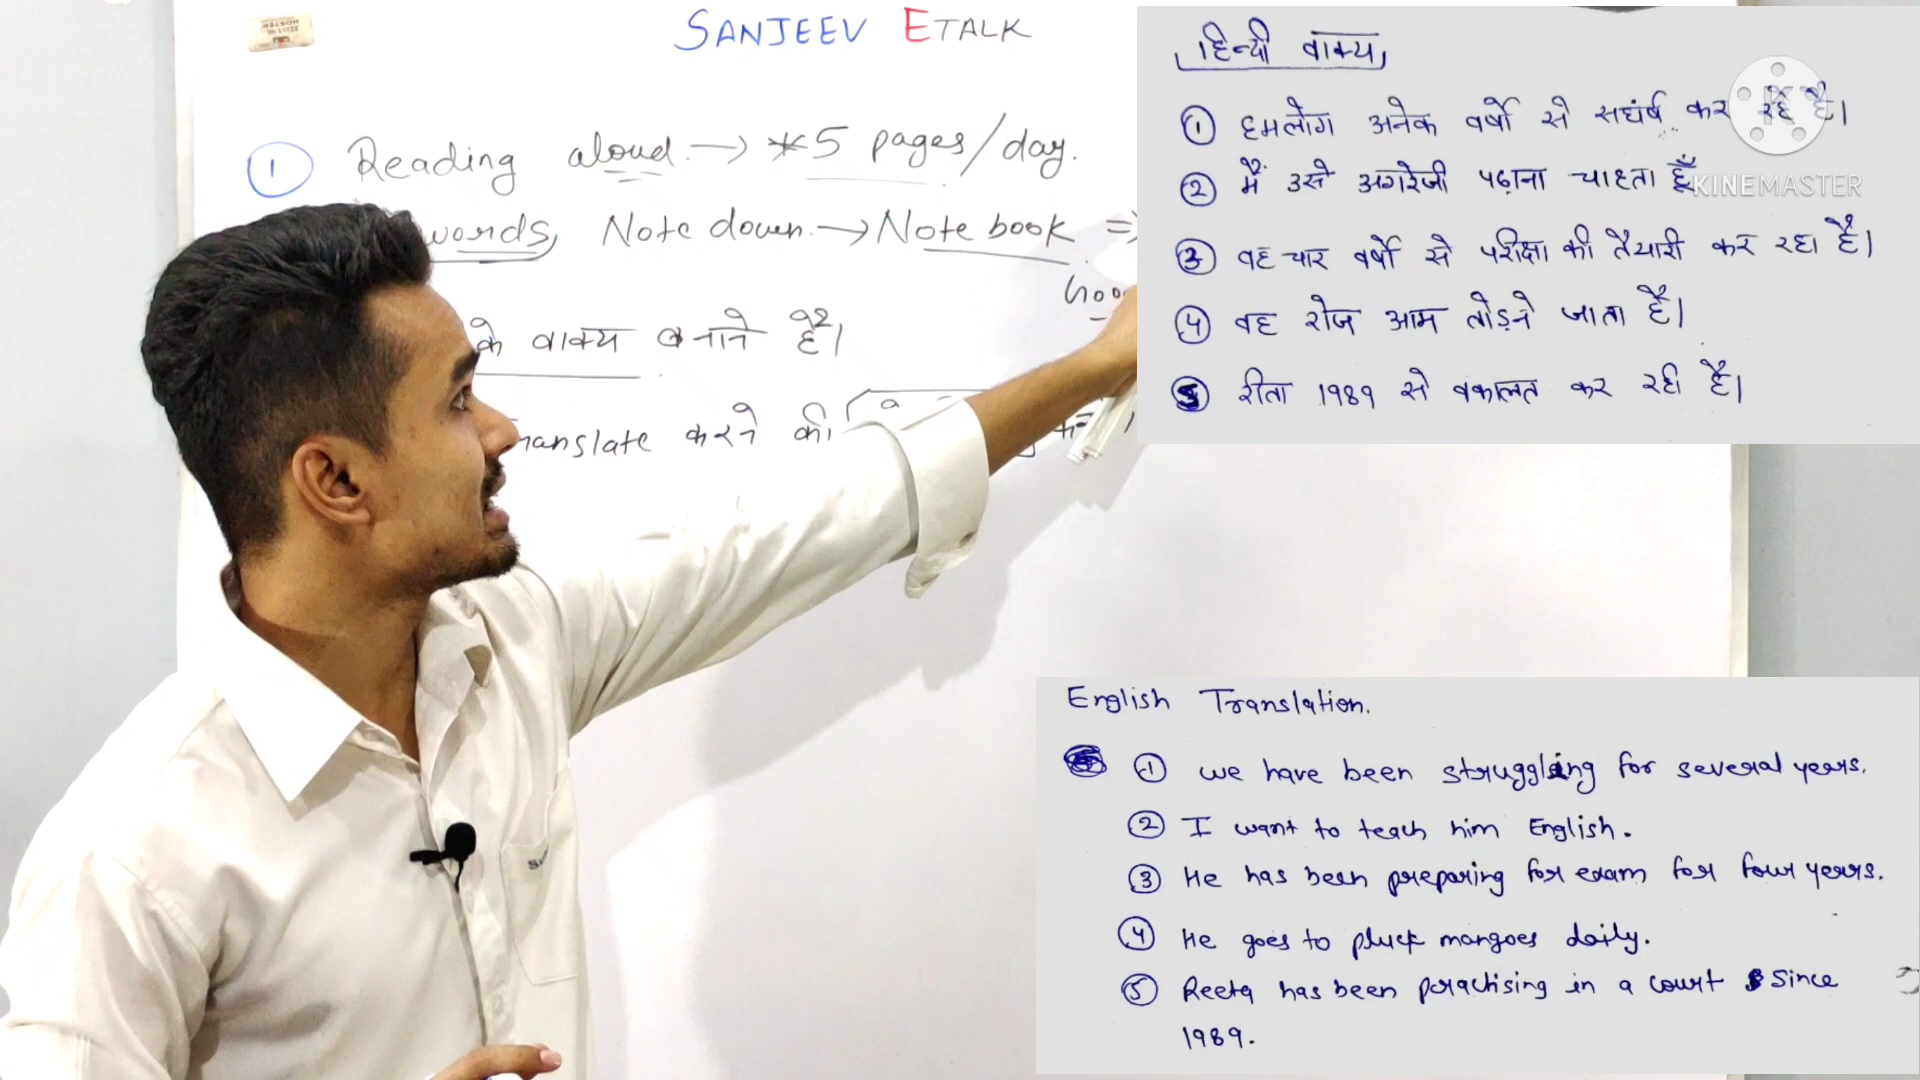 SANJEEV ETALK
① Reading aloud. → *5 pages/day.
words, Note down. → Note book =>
के वाक्य बनाने है।
Translate करने की
हिन्दी वाक्य
① हमलोग अनेक वर्षो से सघंर्ष कर रहे है।
② मैं उसे अगरेजी पढ़ाना चाहता हूँ
③ वह चार वर्षो से परीक्षा की तैयारी कर रहा है।
④ वह रोज आम तोड़ने जाता है।
⑤ रीता 1989 से वकालत कर रही है।
KINEMASTER
English Translation.
① we have been struggling for several years.
② I want to teach him English.
③ He has been preparing for exam for four years.
④ He goes to pluck mangoes daily.
⑤ Reeta has been practising in a court Since
1989.